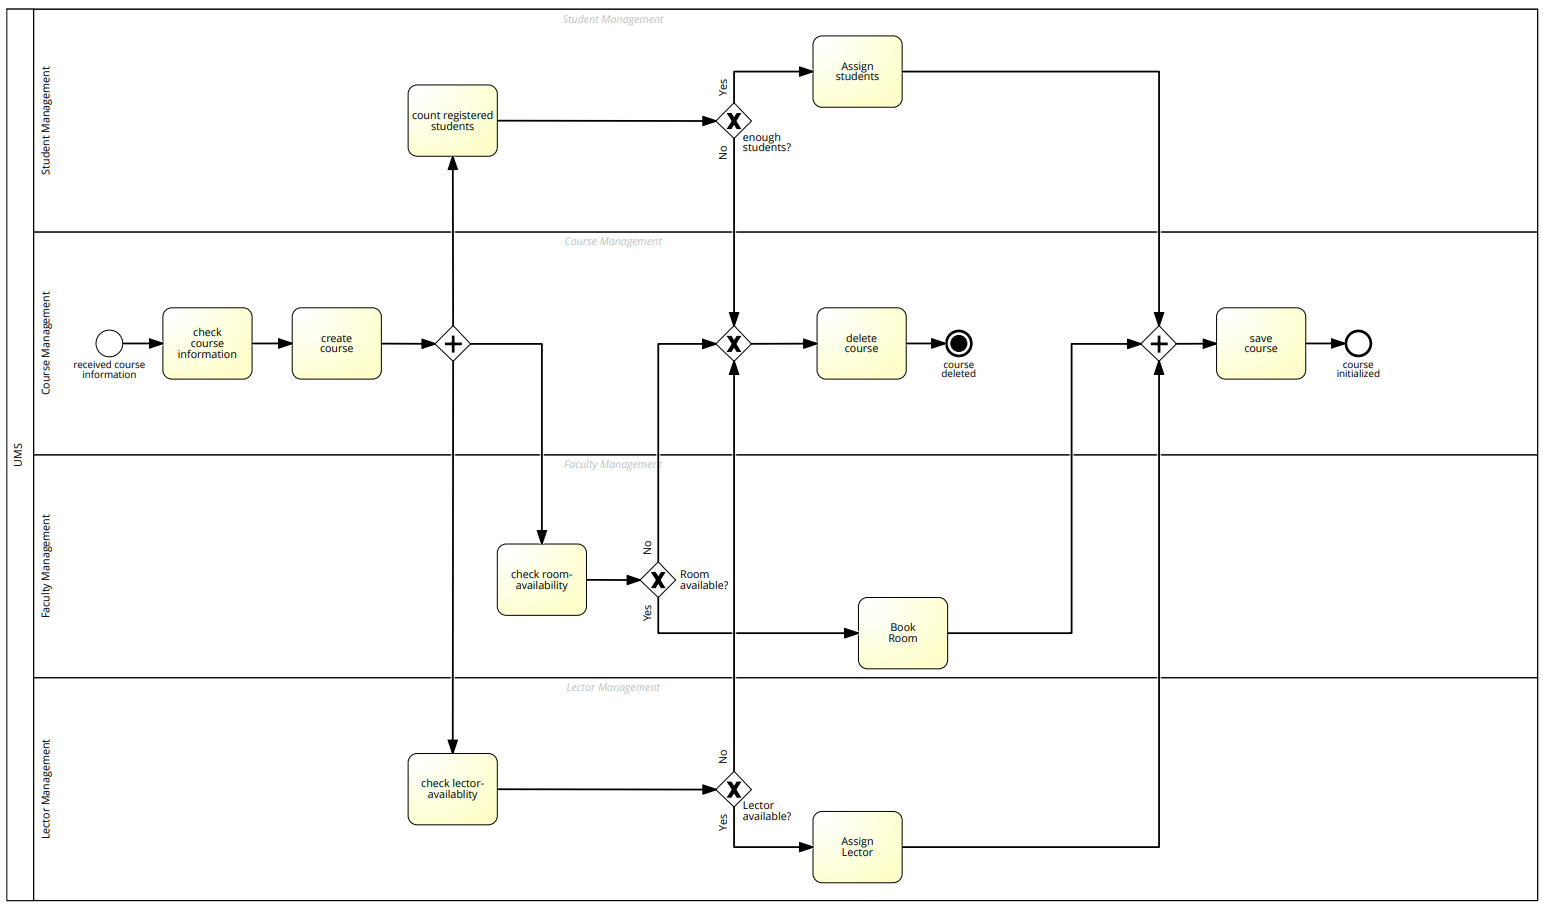 UMS
Student Management
Student Management
count registered
students
Yes
No
enough
students?
Assign
students
Course Management
Course Management
received course
information
check
course
information
create
course
delete
course
course
deleted
save
course
course
initialized
Faculty Management
Faculty Management
check room-
availability
No
Yes
Room
available?
Book
Room
Lector Management
Lector Management
check lector-
availablity
No
Yes
Lector
available?
Assign
Lector